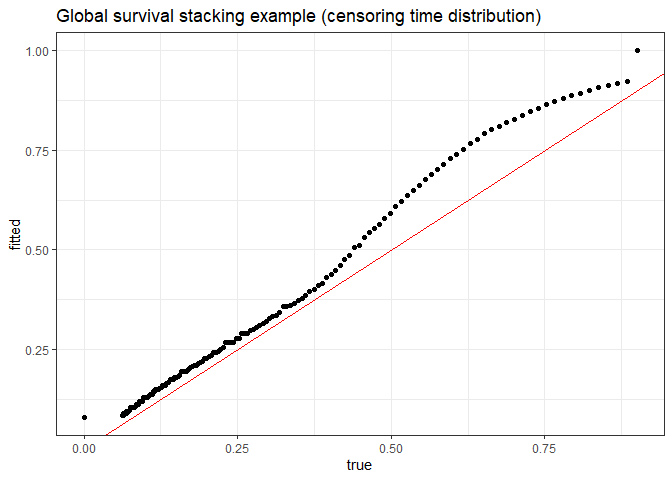 Global survival stacking example (censoring time distribution)
1.00
0.75
0.50
0.25
fitted
0.00 0.25 0.50 0.75
true